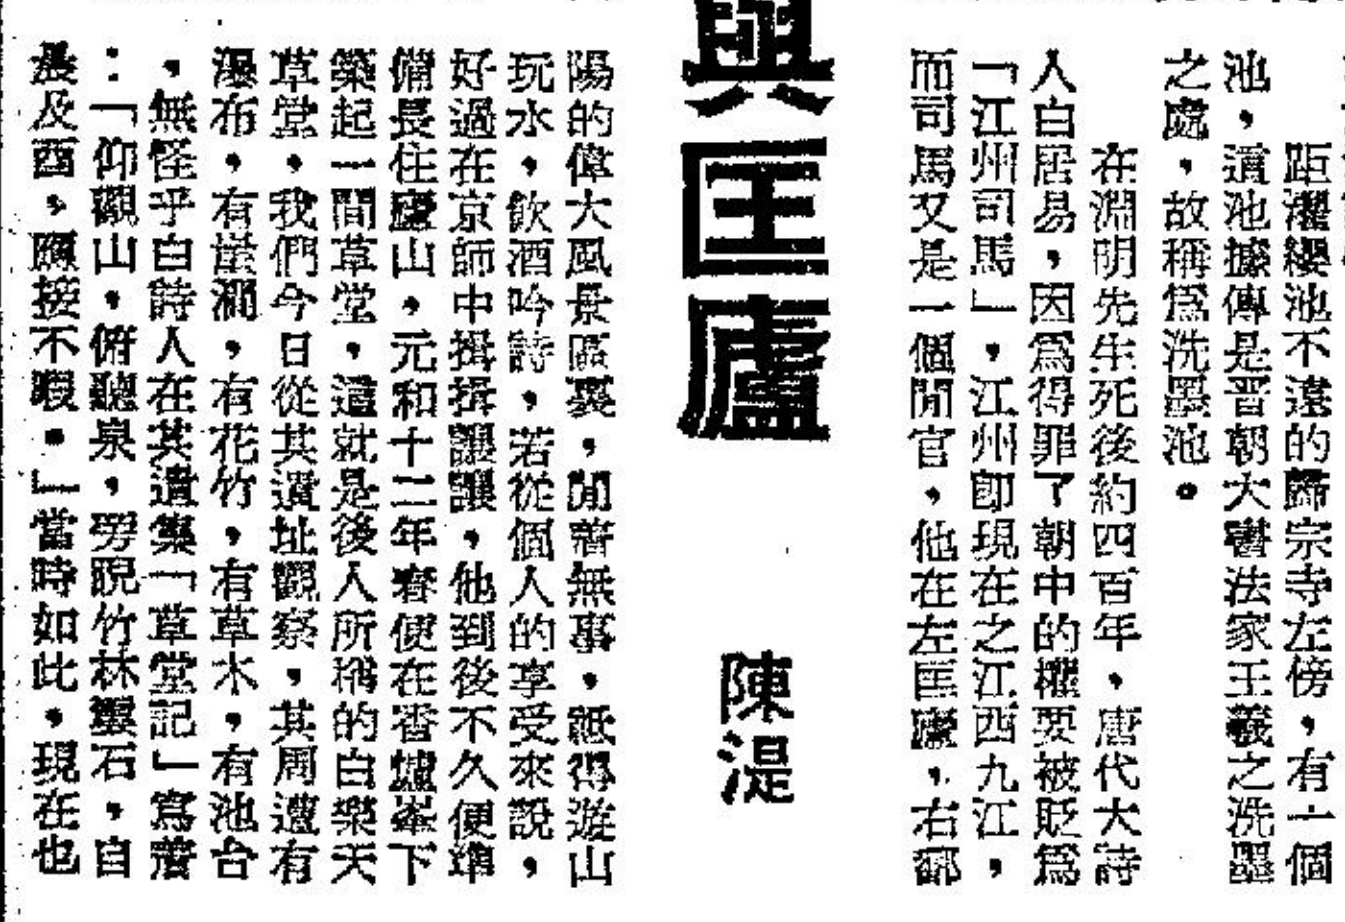 距濯纓池不遠的歸宗寺左傍，有一個
池，這池據傳是晋朝大書法家王羲之洗墨
之處，故稱爲洗墨池。
在淵明先生死後約四百年，唐代大詩
人白居易，因爲得罪了朝中的權要被貶爲
「江州司馬」，江州卽現在之江西九江，
而司馬又是一個閒官，他在左匡廬，右鄱
與匡廬
陳湜
陽的偉大風景區裏，閒着無事，祗得遊山
玩水，飲酒吟詩，若從個人的享受來說，
好過在京師中揖揖讓讓，他到後不久便準
備長住廬山，元和十二年春便在香爐峯下
築起一間草堂，這就是後人所稱的白樂天
草堂，我們今日從其遺址觀察，其周遭有
瀑布，有巖澗，有花竹，有草木，有池台
，無怪乎白詩人在其遺集「草堂記」寫着
：「仰觀山，俯聽泉，旁睨竹林雲石，自
晨及酉，應接不暇。」當時如此，現在也